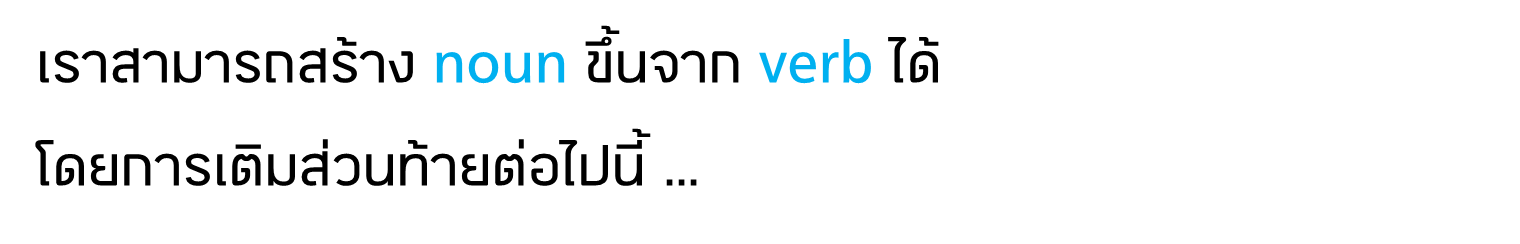 เราสามารถสร้าง noun ขึ้นจาก verb ได้
โดยการเติมส่วนท้ายต่อไปนี้ ...